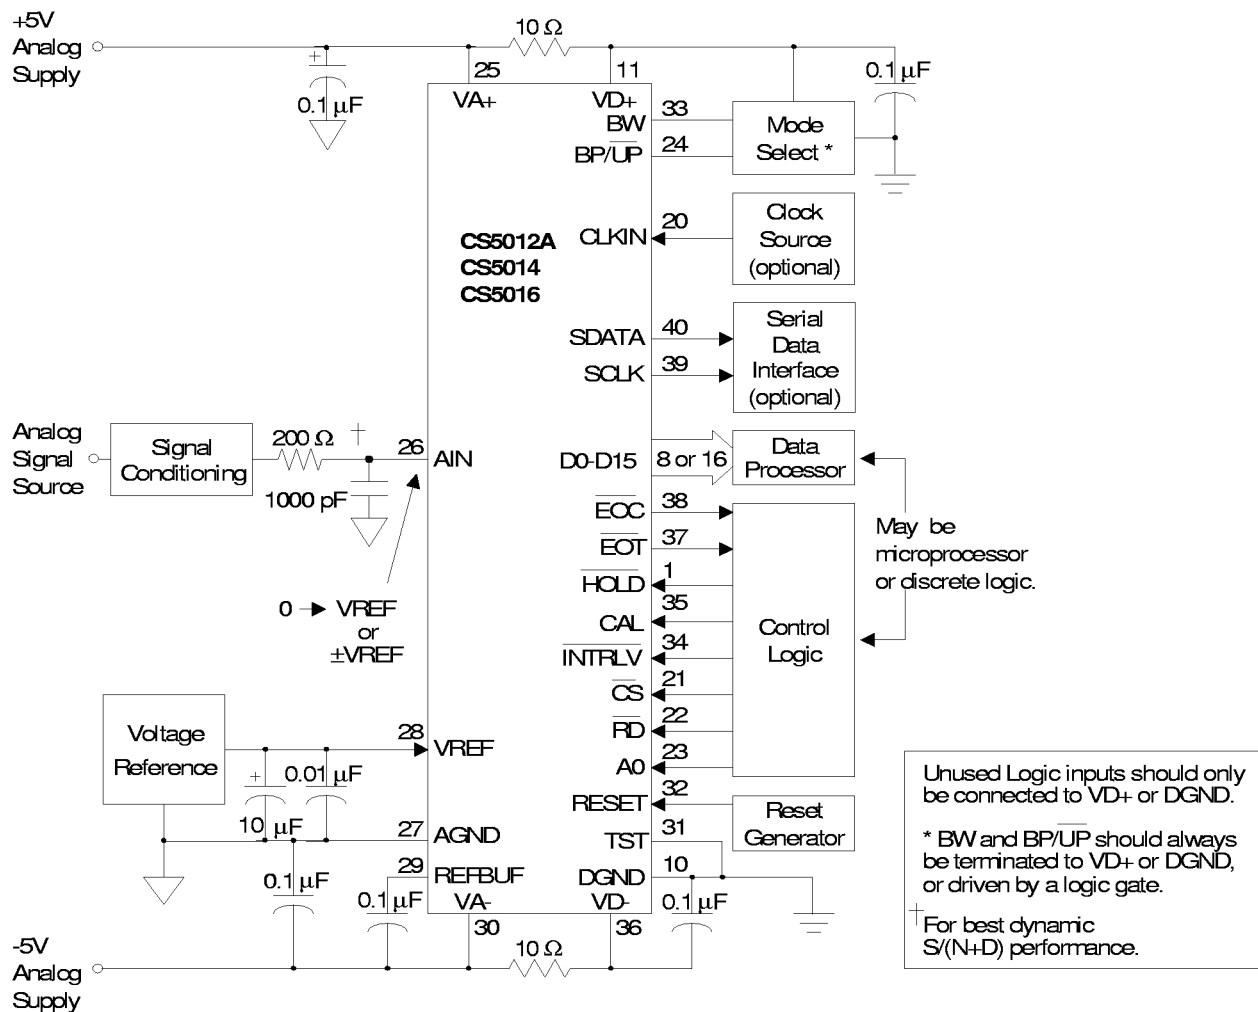 +5V
Analog
Supply
10 Ω
+
0.1 µF
25
11
0.1 µF
VA+
VD+
BW
33
BP/UP
24
Mode
Select *
CS5012A
CS5014
CS5016
CLKIN
20
Clock
Source
(optional)
SDATA
40
SCLK
39
Serial
Data
Interface
(optional)
Analog
Signal
Source
Signal
Conditioning
200 Ω
†
26
AIN
1000 pF
D0-D15
8 or 16
Data
Processor
EOC
38
EOT
37
HOLD
1
CAL
35
INTRLV
34
CS
21
RD
22
A0
23
Control
Logic
May be
microprocessor
or discrete logic.
0
VREF
or
±VREF
Voltage
Reference
28
VREF
+
0.01 µF
10 µF
RESET
32
Reset
Generator
27
AGND
TST
31
29
REFBUF
DGND
10
0.1 µF
0.1 µF
VA-
VD-
0.1 µF
30
36
10 Ω
-5V
Analog
Supply
Unused Logic inputs should only
be connected to VD+ or DGND.
* BW and BP/UP should always
be terminated to VD+ or DGND,
or driven by a logic gate.
† For best dynamic
S/(N+D) performance.